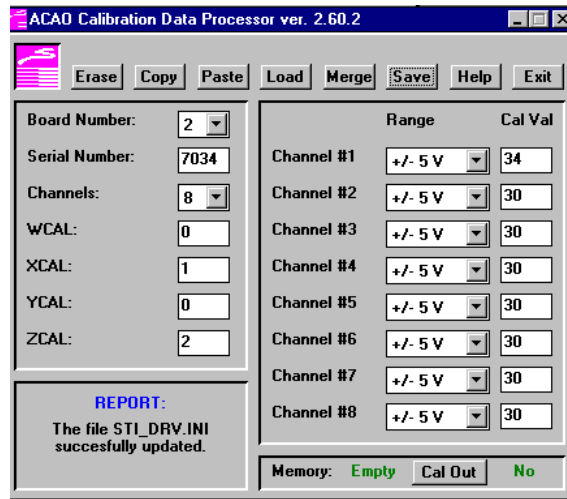 ACAO Calibration Data Processor ver. 2.60.2
Erase Copy Paste Load Merge Save Help Exit
Board Number: 2
Serial Number: 7034
Channels: 8
WCAL: 0
XCAL: 1
YCAL: 0
ZCAL: 2
REPORT:
The file STI_DRV.INI
succesfully updated.
Range Cal Val
Channel #1 +/- 5 V 34
Channel #2 +/- 5 V 30
Channel #3 +/- 5 V 30
Channel #4 +/- 5 V 30
Channel #5 +/- 5 V 30
Channel #6 +/- 5 V 30
Channel #7 +/- 5 V 30
Channel #8 +/- 5 V 30
Memory: Empty Cal Out No